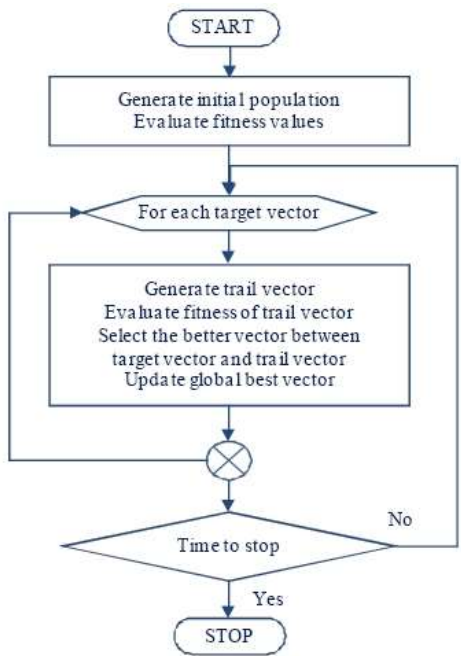 START
Generate initial population
Evaluate fitness values
For each target vector
Generate trail vector
Evaluate fitness of trail vector
Select the better vector between
target vector and trail vector
Update global best vector
Time to stop
No
Yes
STOP